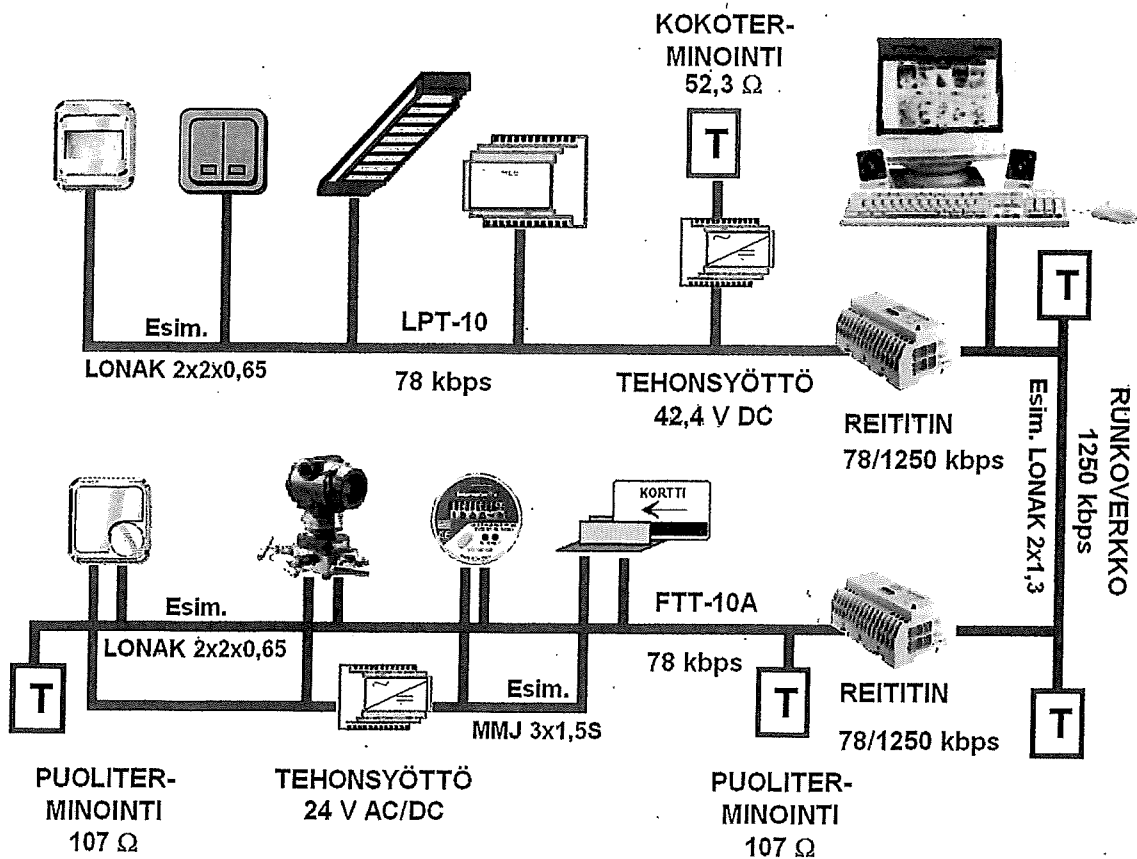 KOKOTER-
MINOINTI
52,3 Ω
T
T
Esim.
LONAK 2x2x0,65
LPT-10
78 kbps
TEHONSYÖTTÖ
42,4 V DC
REITITIN
78/1250 kbps
Esim. LONAK 2x1,3
RUNKOVERKKO
1250 kbps
KORTTI
Esim.
LONAK 2x2x0,65
FTT-10A
78 kbps
T
Esim.
MMJ 3x1,5S
T
REITITIN
78/1250 kbps
T
PUOLITER-
MINOINTI
107 Ω
TEHONSYÖTTÖ
24 V AC/DC
PUOLITER-
MINOINTI
107 Ω